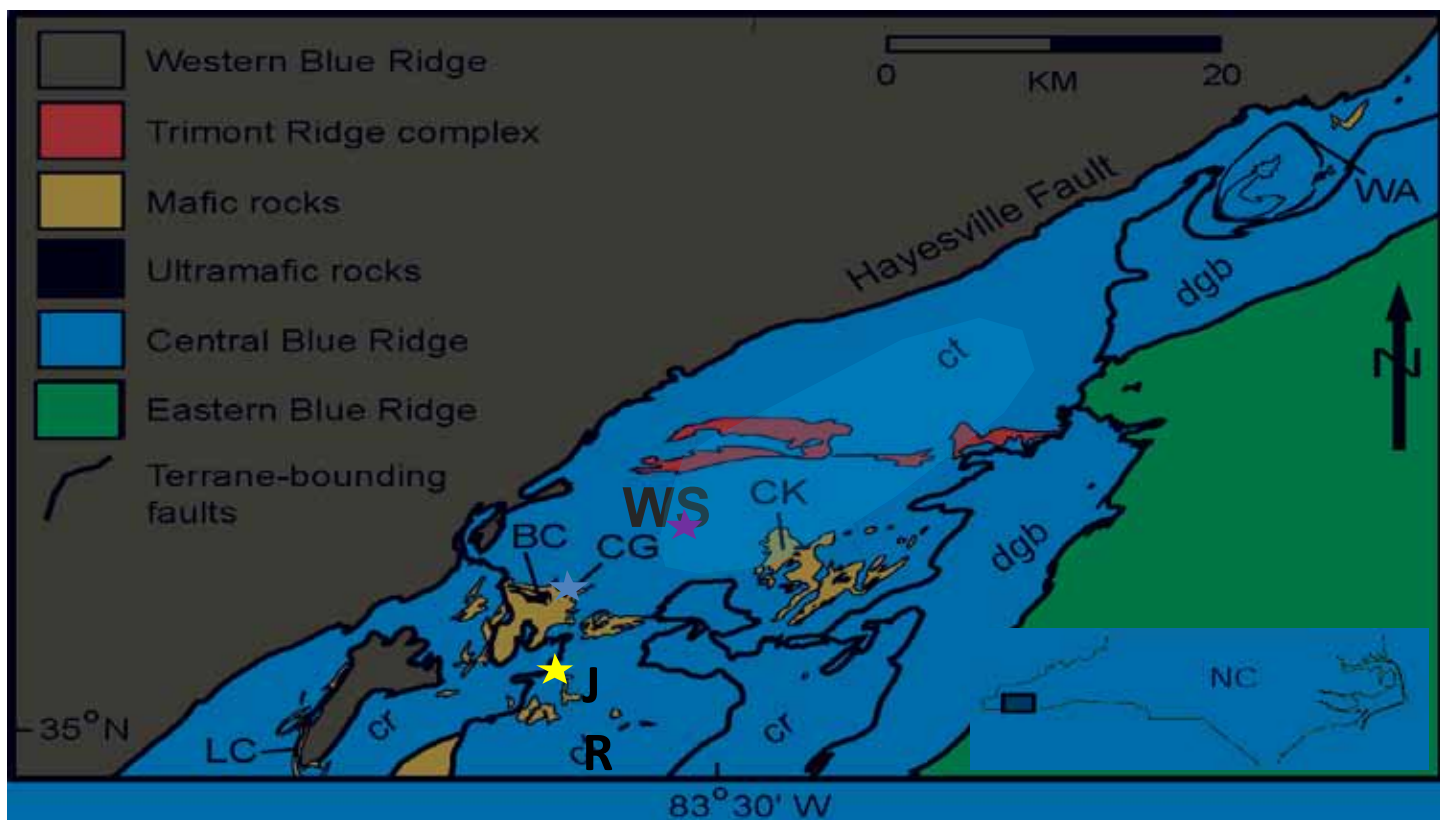 Western Blue Ridge
Trimont Ridge complex
Mafic rocks
Ultramafic rocks
Central Blue Ridge
Eastern Blue Ridge
Terrane-bounding
faults
0 KM 20
Hayesville Fault
WA
dgb
N
ct
WS
CK
BC
CG
dgb
J
R
NC
35°N
LC
cr
cr
83°30' W